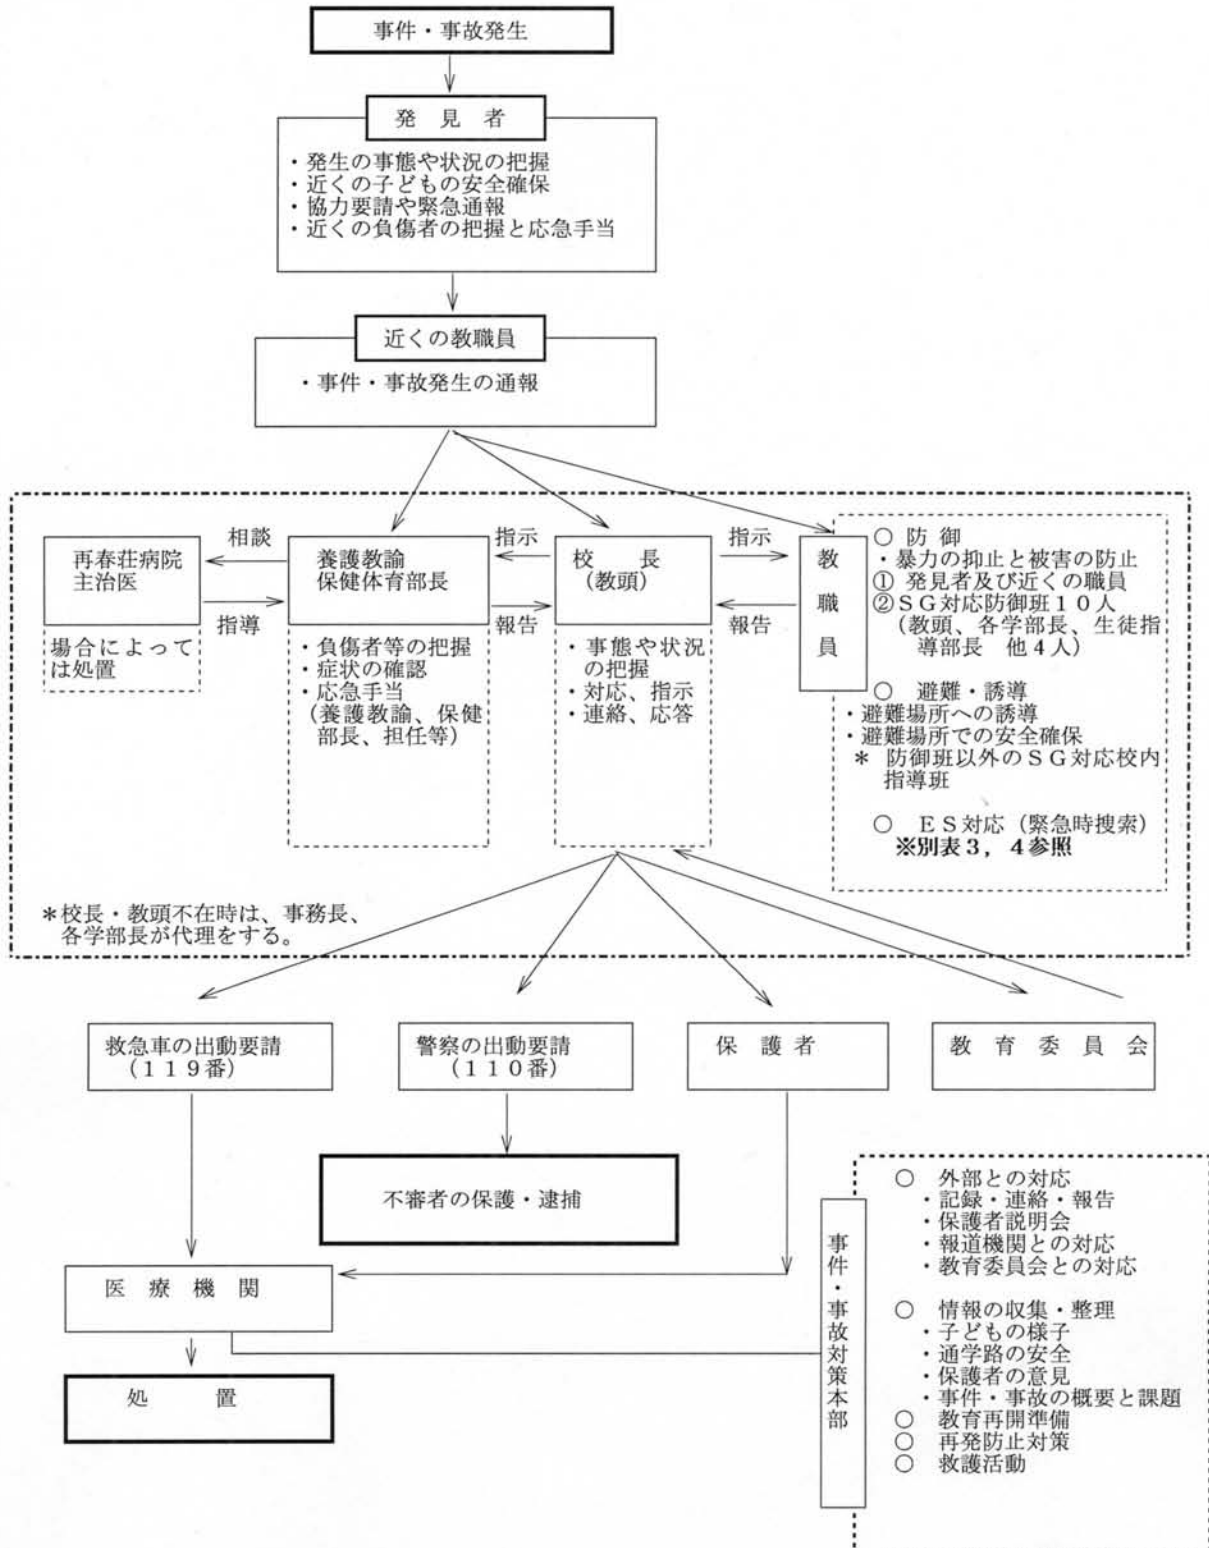 事件・事故発生
発　見　者
・発生の事態や状況の把握
・近くの子どもの安全確保
・協力要請や緊急通報
・近くの負傷者の把握と応急手当
近くの教職員
・事件・事故発生の通報
再春荘病院
主治医
場合によって
は処置
相談
指導
養護教諭
保健体育部長
・負傷者等の把握
・症状の確認
・応急手当
(養護教諭、保健
部長、担任等)
指示
報告
校　　長
(教頭)
・事態や状況
の把握
・対応、指示
・連絡、応答
指示
報告
教職員
○ 防 御
・暴力の抑止と被害の防止
① 発見者及び近くの職員
②ＳＧ対応防御班１０人
(教頭、各学部長、生徒指
導部長　他４人)
○　避難・誘導
・避難場所への誘導
・避難場所での安全確保
＊ 防御班以外のＳＧ対応校内
指導班
○　ＥＳ対応（緊急時捜索）
※別表３，４参照
＊校長・教頭不在時は、事務長、
各学部長が代理をする。
救急車の出動要請
(１１９番)
警察の出動要請
(１１０番)
保　護　者
教　育　委　員　会
不審者の保護・逮捕
医　療　機　関
処　　　置
事件・事故対策本部
○　外部との対応
・記録・連絡・報告
・保護者説明会
・報道機関との対応
・教育委員会との対応
○　情報の収集・整理
・子どもの様子
・通学路の安全
・保護者の意見
・事件・事故の概要と課題
○　教育再開準備
○　再発防止対策
○　救護活動